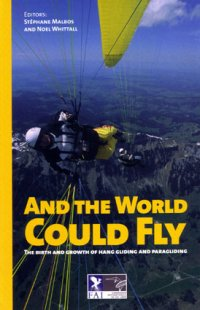 EDITORS:
STÉPHANE MALBOS
AND NOEL WHITTALL
AND THE WORLD
COULD FLY
THE BIRTH AND GROWTH OF HANG GLIDING AND PARAGLIDING
FAI